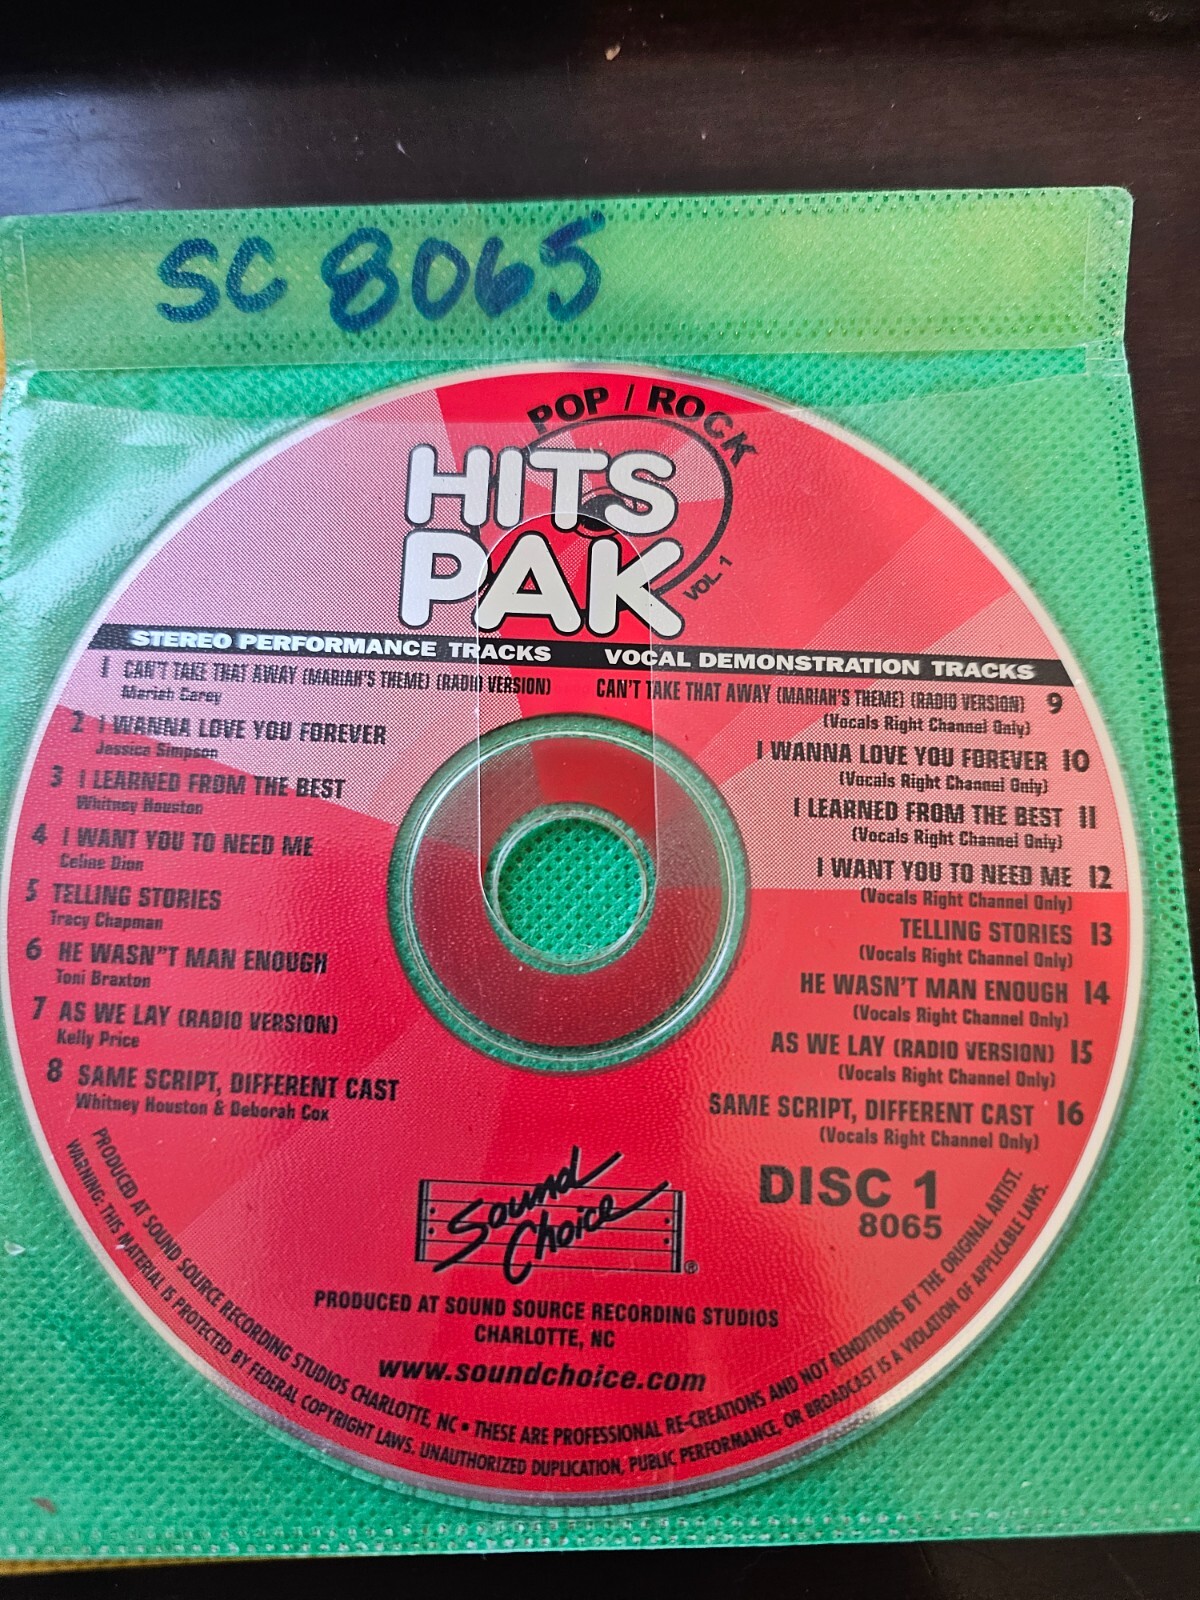 SC 8065
POP / ROCK
HITS
PAK
VOL. 1
STEREO PERFORMANCE TRACKS
1 CAN'T TAKE THAT AWAY (MARIAH'S THEME) (RADIO VERSION)
Mariah Carey
2 I WANNA LOVE YOU FOREVER
Jessica Simpson
3 I LEARNED FROM THE BEST
Whitney Houston
4 I WANT YOU TO NEED ME
Celine Dion
5 TELLING STORIES
Tracy Chapman
6 HE WASN"T MAN ENOUGH
Toni Braxton
7 AS WE LAY (RADIO VERSION)
Kelly Price
8 SAME SCRIPT, DIFFERENT CAST
Whitney Houston & Deborah Cox
VOCAL DEMONSTRATION TRACKS
CAN'T TAKE THAT AWAY (MARIAH'S THEME) (RADIO VERSION) 9
(Vocals Right Channel Only)
I WANNA LOVE YOU FOREVER 10
(Vocals Right Channel Only)
I LEARNED FROM THE BEST 11
(Vocals Right Channel Only)
I WANT YOU TO NEED ME 12
(Vocals Right Channel Only)
TELLING STORIES 13
(Vocals Right Channel Only)
HE WASN'T MAN ENOUGH 14
(Vocals Right Channel Only)
AS WE LAY (RADIO VERSION) 15
(Vocals Right Channel Only)
SAME SCRIPT, DIFFERENT CAST 16
(Vocals Right Channel Only)
DISC 1
8065
Sound
Choice®
PRODUCED AT SOUND SOURCE RECORDING STUDIOS
CHARLOTTE, NC
www.soundchoice.com
PRODUCED AT SOUND SOURCE RECORDING STUDIOS CHARLOTTE, NC • THESE ARE PROFESSIONAL RE-CREATIONS AND NOT RENDITIONS BY THE ORIGINAL ARTIST.
WARNING: THIS MATERIAL IS PROTECTED BY FEDERAL COPYRIGHT LAWS. UNAUTHORIZED DUPLICATION, PUBLIC PERFORMANCE, OR BROADCAST IS A VIOLATION OF APPLICABLE LAWS.